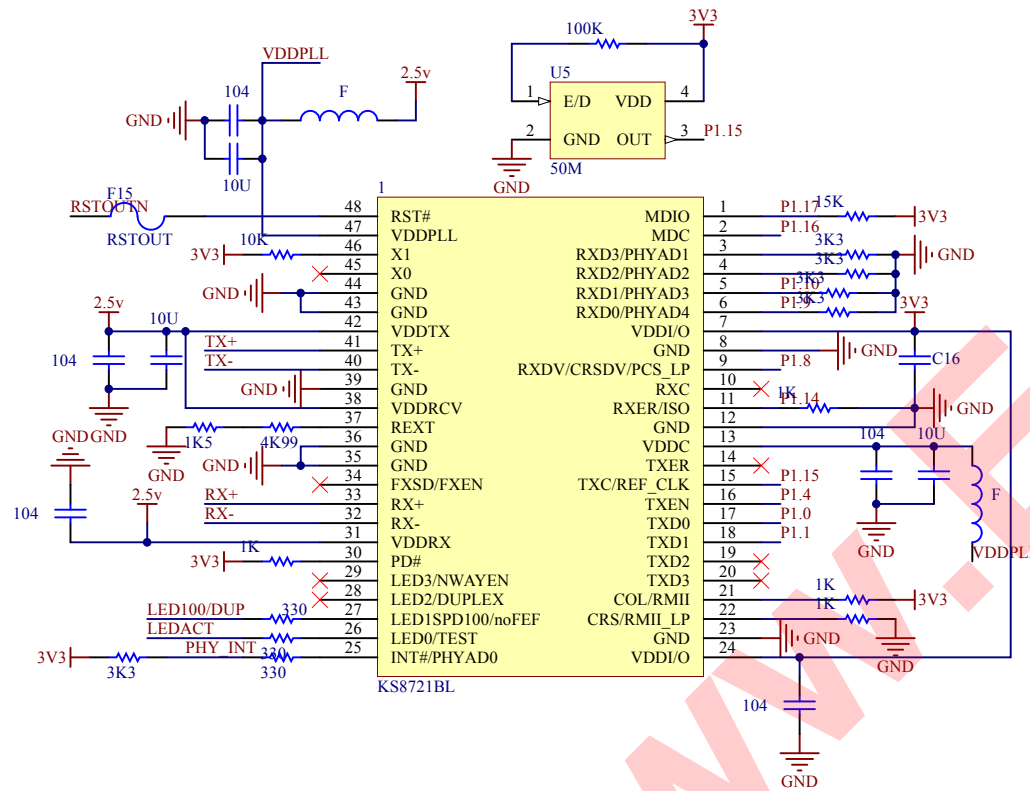 VDDPLL
104
F
2.5v
GND
10U
100K
3V3
U5
1 E/D VDD 4
2 GND OUT 3 P1.15
50M
GND
1
RSTOUTN F15 48 RST#
RSTOUT
47 VDDPLL
3V3 10K 46 X1
45 X0
GND 44 GND
43 GND
2.5v 10U 42 VDDTX
104 TX+ 41 TX+
TX- 40 TX-
GND 39 GND
38 VDDRCV
GND 1K5 4K99 37 REXT
GND 36 GND
GND
GND
35 GND
34 FXSD/FXEN
RX+ 33 RX+
104 2.5v RX- 32 RX-
31 VDDRX
3V3 1K 30 PD#
29 LED3/NWAYEN
28 LED2/DUPLEX
LED100/DUP 330 27 LED1SPD100/noFEF
LEDACT 330 26 LED0/TEST
3V3 3K3 PHY_INT 330 25 INT#/PHYAD0
KS8721BL
MDIO 1 P1.17 15K 3V3
MDC 2 P1.16
RXD3/PHYAD1 3 3K3 GND
RXD2/PHYAD2 4 3K3
RXD1/PHYAD3 5 P1.10 3K3
RXD0/PHYAD4 6 P1.9 3K3
VDDI/O 7 3V3
GND 8 GND C16
RXDV/CRSDV/PCS_LP 9 P1.8
RXC 10
RXER/ISO 11 P1.14 1K GND
GND 12
VDDC 13 104 10U F
TXER 14
TXC/REF_CLK 15 P1.15
TXEN 16 P1.4
TXD0 17 P1.0
TXD1 18 P1.1
GND
TXD2 19
TXD3 20
COL/RMII 21 1K 3V3
CRS/RMII_LP 22 1K GND
GND 23 GND
VDDI/O 24
104
GND